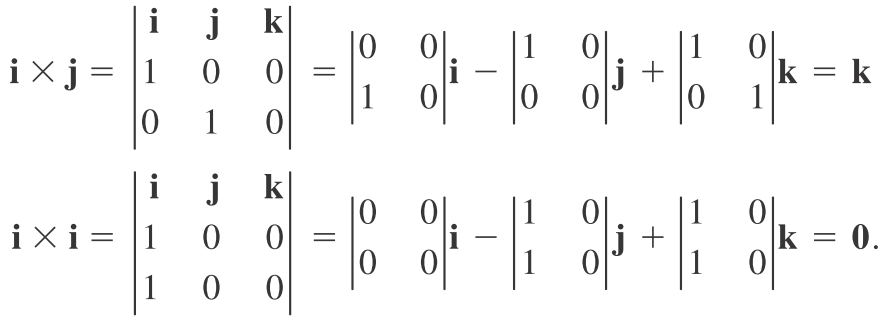 𝐢 × 𝐣 = |𝐢 𝐣 𝐤; 1 0 0; 0 1 0| = |0 0; 1 0|𝐢 − |1 0; 0 0|𝐣 + |1 0; 0 1|𝐤 = 𝐤
𝐢 × 𝐢 = |𝐢 𝐣 𝐤; 1 0 0; 1 0 0| = |0 0; 0 0|𝐢 − |1 0; 1 0|𝐣 + |1 0; 1 0|𝐤 = 𝟎.